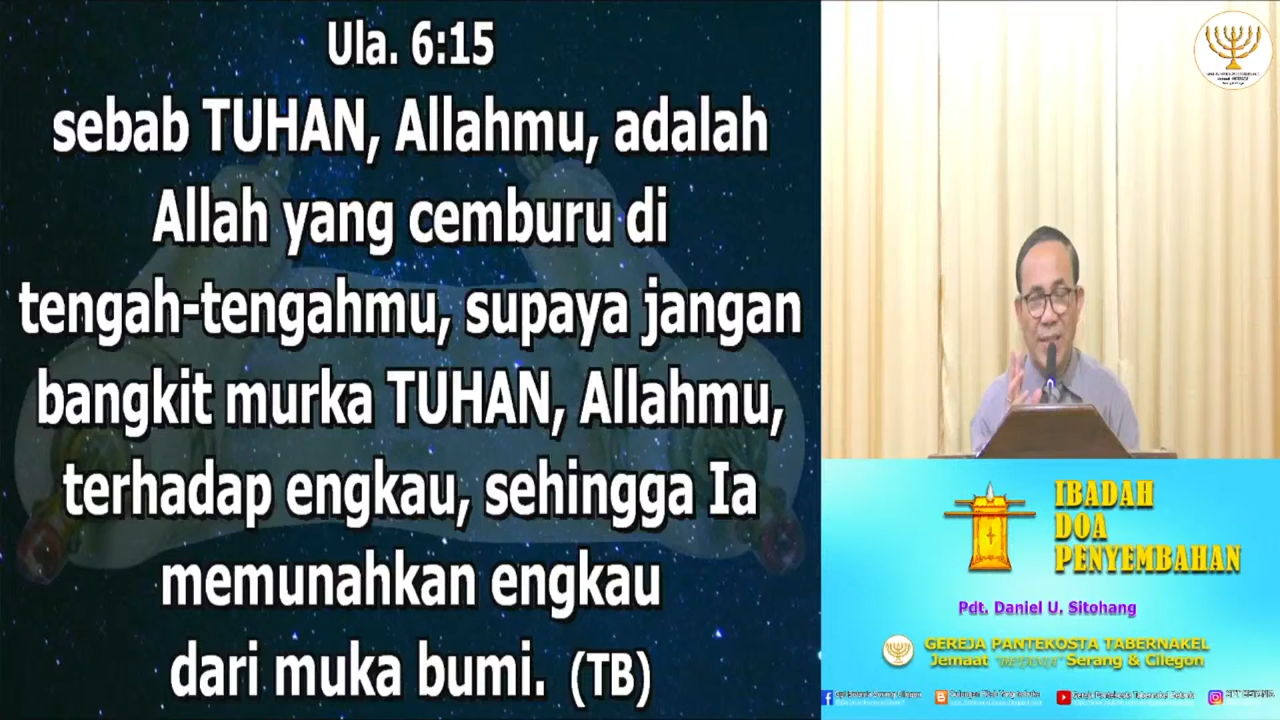 Ula. 6:15
sebab TUHAN, Allahmu, adalah
Allah yang cemburu di
tengah-tengahmu, supaya jangan
bangkit murka TUHAN, Allahmu,
terhadap engkau, sehingga Ia
memunahkan engkau
dari muka bumi. (TB)
IBADAH
DOA
PENYEMBAHAN
Pdt. Daniel U. Sitohang
GEREJA PANTEKOSTA TABERNAKEL
Jemaat "BETANIA" Serang & Cilegon